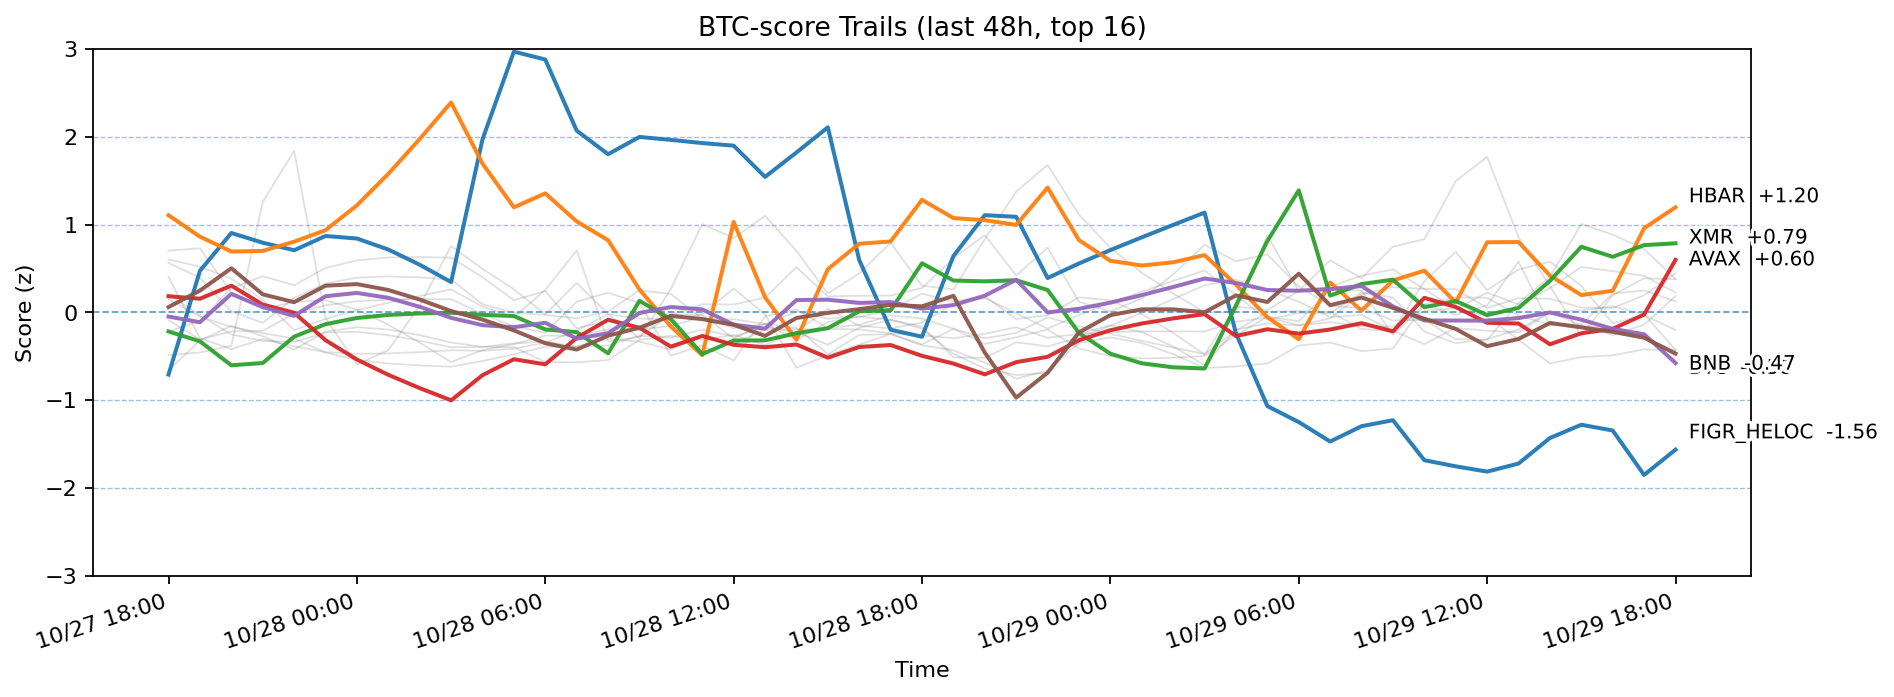 BTC-score Trails (last 48h, top 16)
Score (z)
3
2
1
0
−1
−2
−3
HBAR +1.20
XMR +0.79
AVAX +0.60
BNB -0.47
FIGR_HELOC -1.56
10/27 18:00
10/28 00:00
10/28 06:00
10/28 12:00
10/28 18:00
10/29 00:00
10/29 06:00
10/29 12:00
10/29 18:00
Time